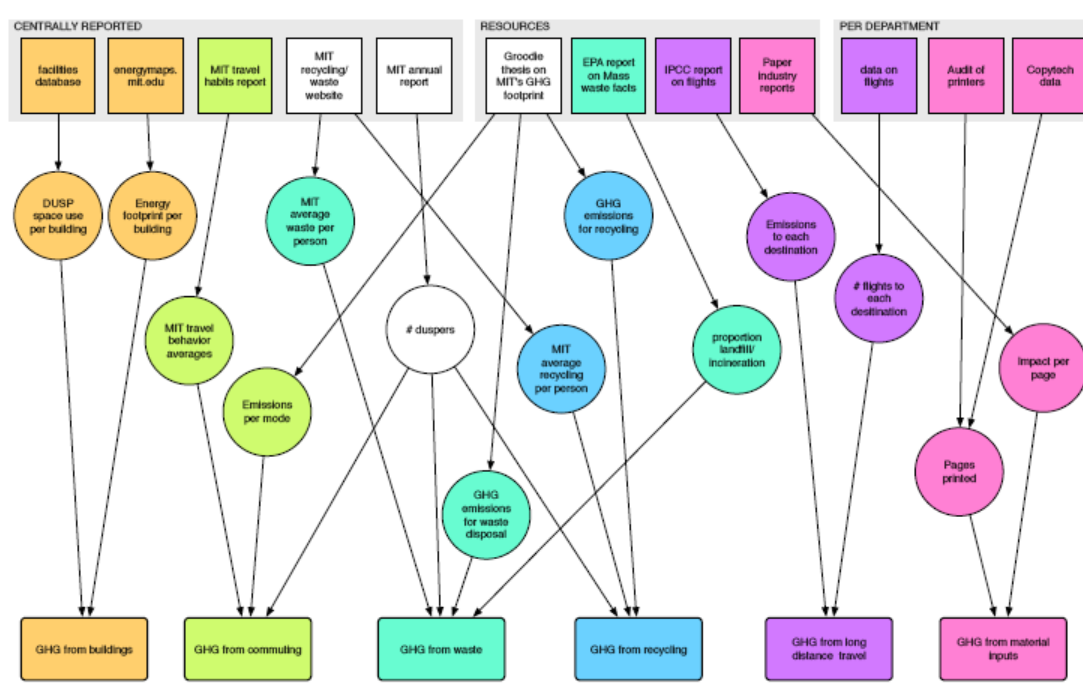 CENTRALLY REPORTED
RESOURCES
PER DEPARTMENT
facilities
database
energymaps.
mit.edu
MIT travel
habits report
MIT
recycling/
waste
website
MIT annual
report
Groodie
thesis on
MIT's GHG
footprint
EPA report
on Mass
waste facts
IPCC report
on flights
Paper
industry
reports
data on
flights
Audit of
printers
Copytech
data
DUSP
space use
per building
Energy
footprint per
building
MIT
average
waste per
person
GHG
emissions
for recycling
Emissions
to each
destination
# flights to
each
desitination
MIT travel
behavior
averages
# duspers
MIT
average
recycling
per person
proportion
landfill/
incineration
Impact per
page
Emissions
per mode
Pages
printed
GHG
emissions
for waste
disposal
GHG from buildings
GHG from commuting
GHG from waste
GHG from recycling
GHG from long
distance travel
GHG from material
inputs